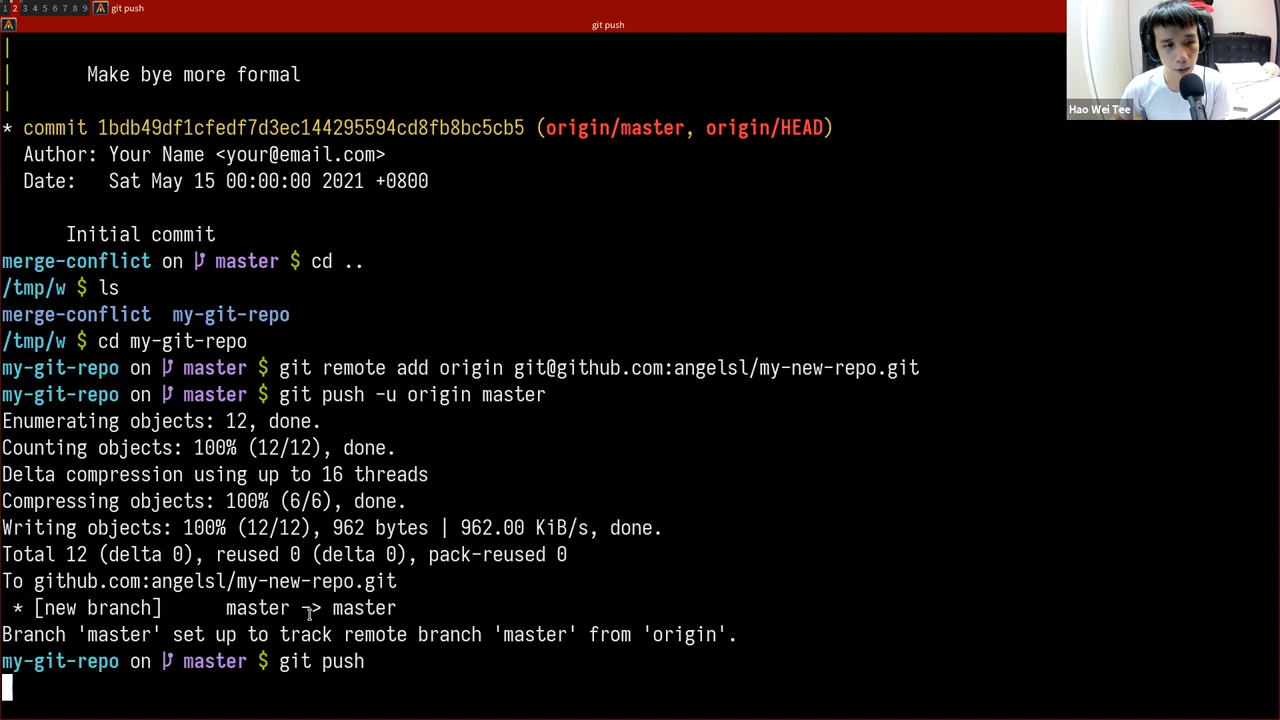 1 2 3 4 5 6 7 8 9 git push
git push
Hao Wei Tee
|
| Make bye more formal
|
* commit 1bdb49df1cfedf7d3ec144295594cd8fb8bc5cb5 (origin/master, origin/HEAD)
Author: Your Name <your@email.com>
Date: Sat May 15 00:00:00 2021 +0800
Initial commit
merge-conflict on master $ cd ..
/tmp/w $ ls
merge-conflict my-git-repo
/tmp/w $ cd my-git-repo
my-git-repo on master $ git remote add origin git@github.com:angelsl/my-new-repo.git
my-git-repo on master $ git push -u origin master
Enumerating objects: 12, done.
Counting objects: 100% (12/12), done.
Delta compression using up to 16 threads
Compressing objects: 100% (6/6), done.
Writing objects: 100% (12/12), 962 bytes | 962.00 KiB/s, done.
Total 12 (delta 0), reused 0 (delta 0), pack-reused 0
To github.com:angelsl/my-new-repo.git
* [new branch] master -> master
Branch 'master' set up to track remote branch 'master' from 'origin'.
my-git-repo on master $ git push